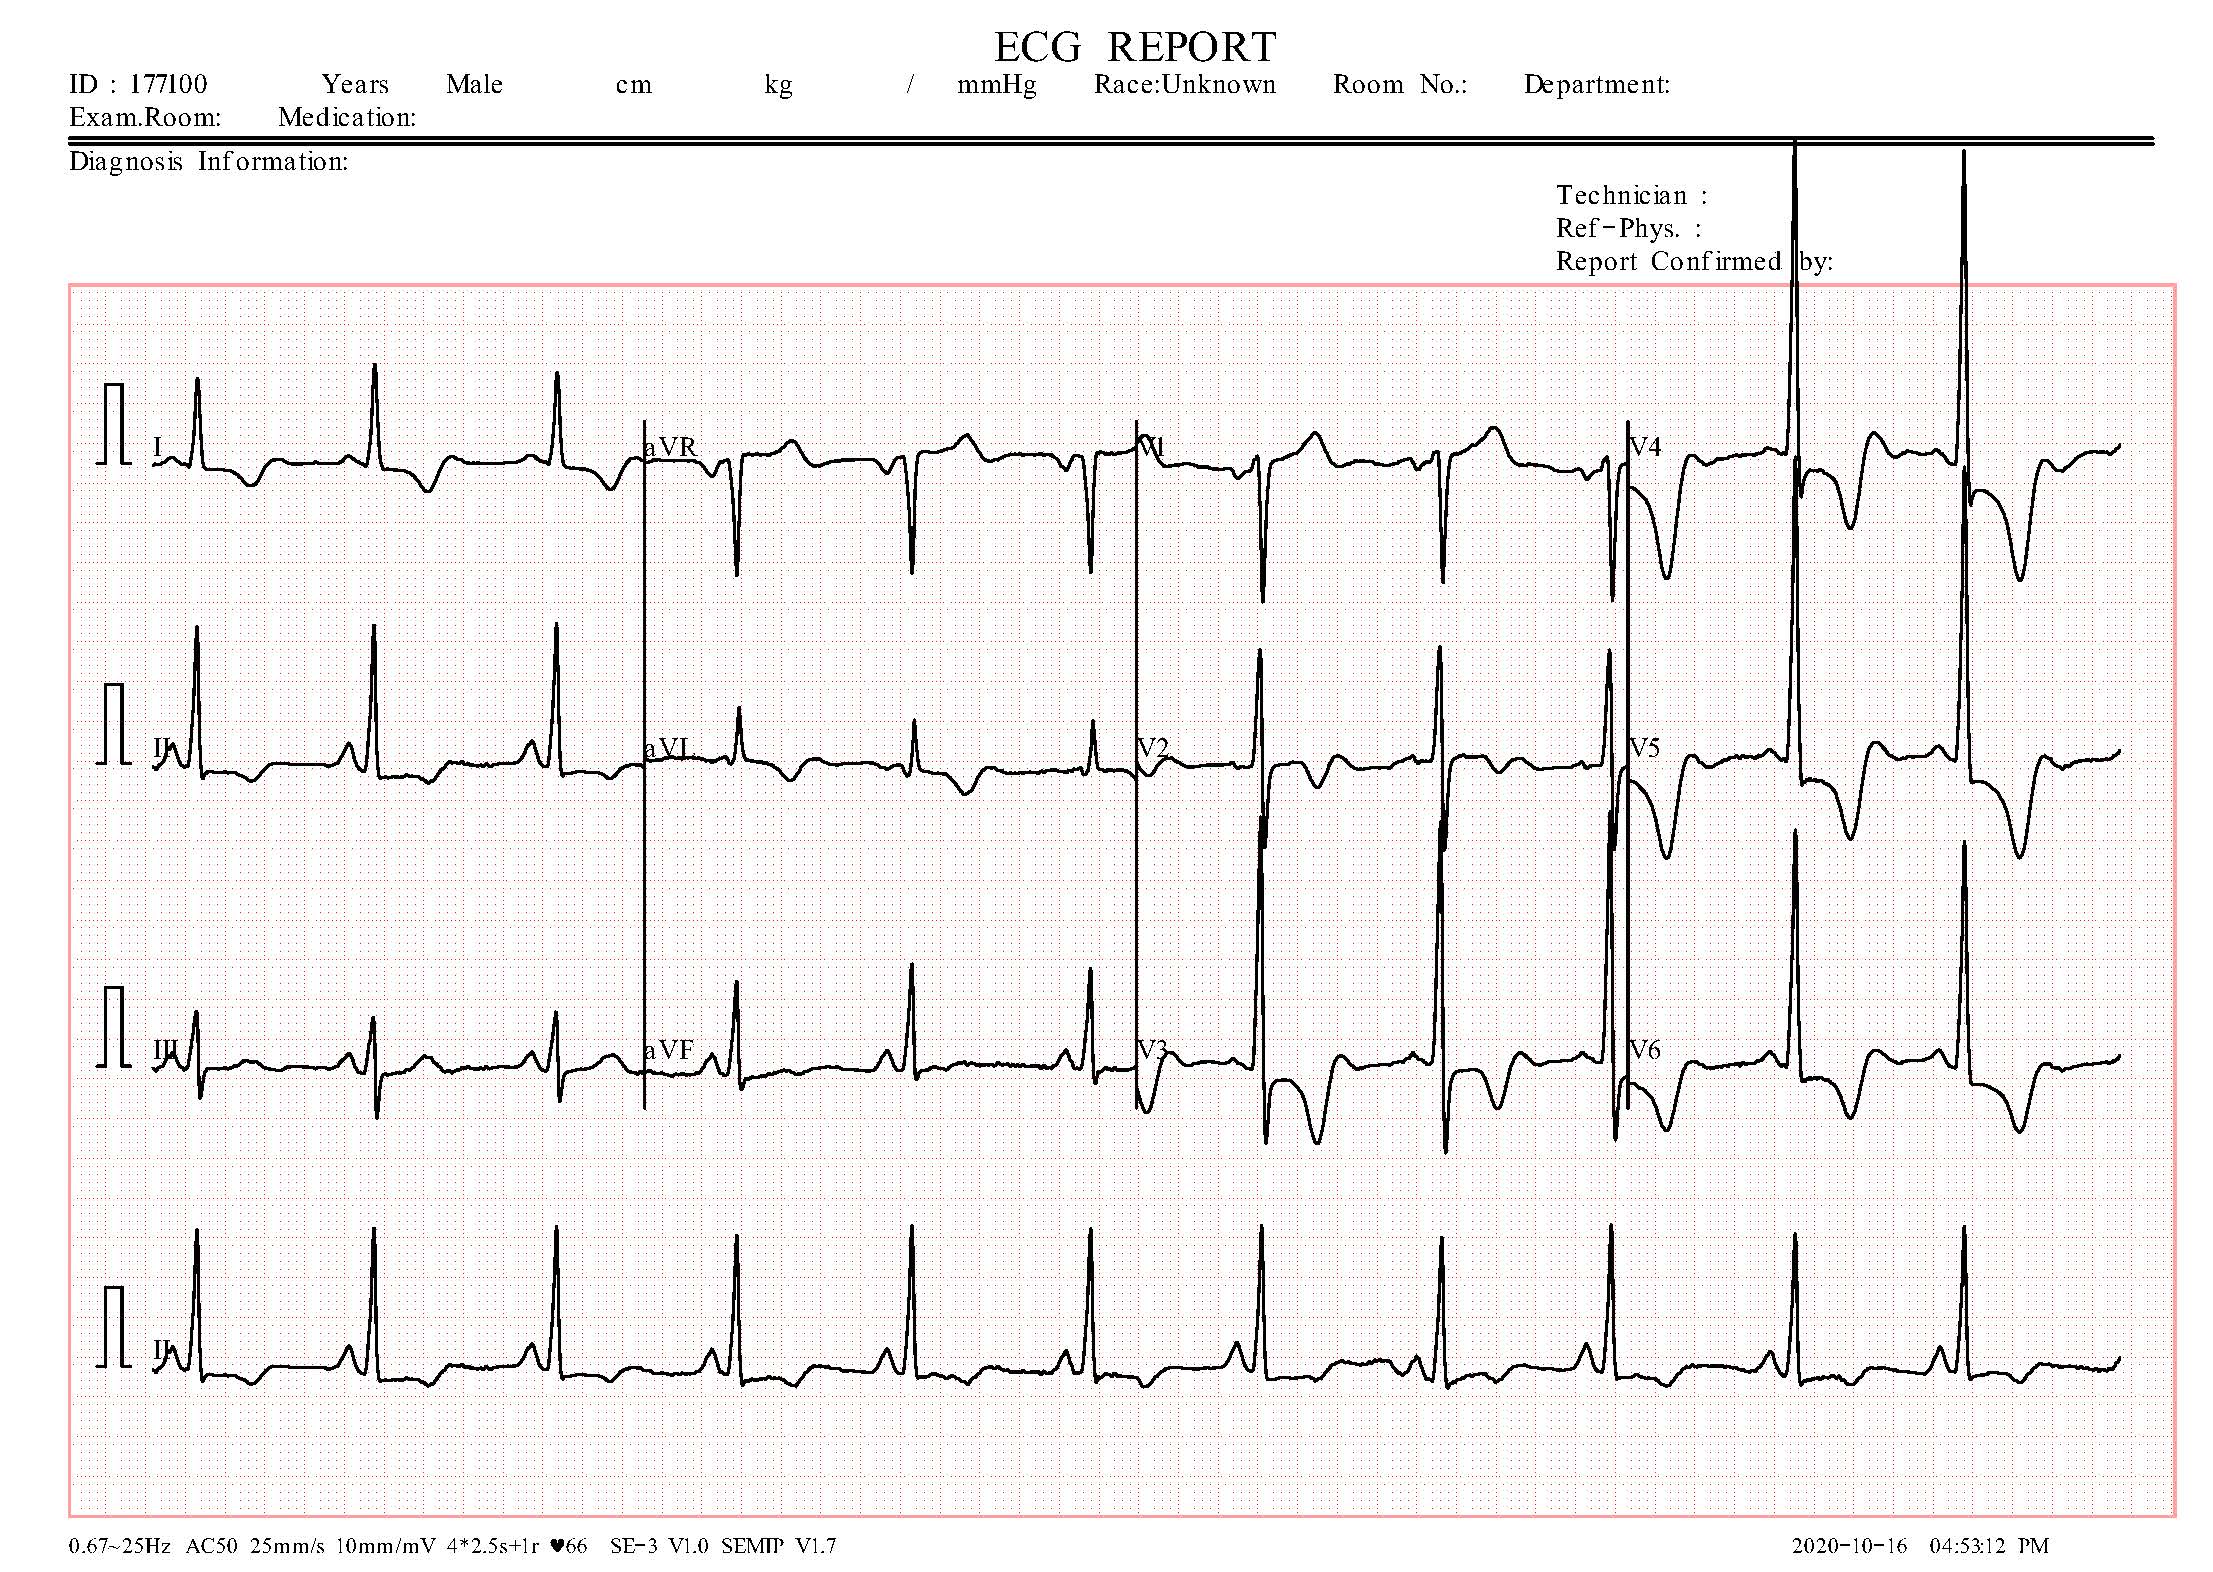 ECG REPORT
ID : 177100 Years Male cm kg / mmHg Race:Unknown Room No.: Department:
Exam.Room: Medication:
Diagnosis Information:
Technician :
Ref-Phys. :
Report Confirmed by:
I aVR V1 V4
II aVL V2 V5
III aVF V3 V6
II
0.67~25Hz AC50 25mm/s 10mm/mV 4*2.5s+1r ♥66 SE-3 V1.0 SEMIP V1.7 2020-10-16 04:53:12 PM